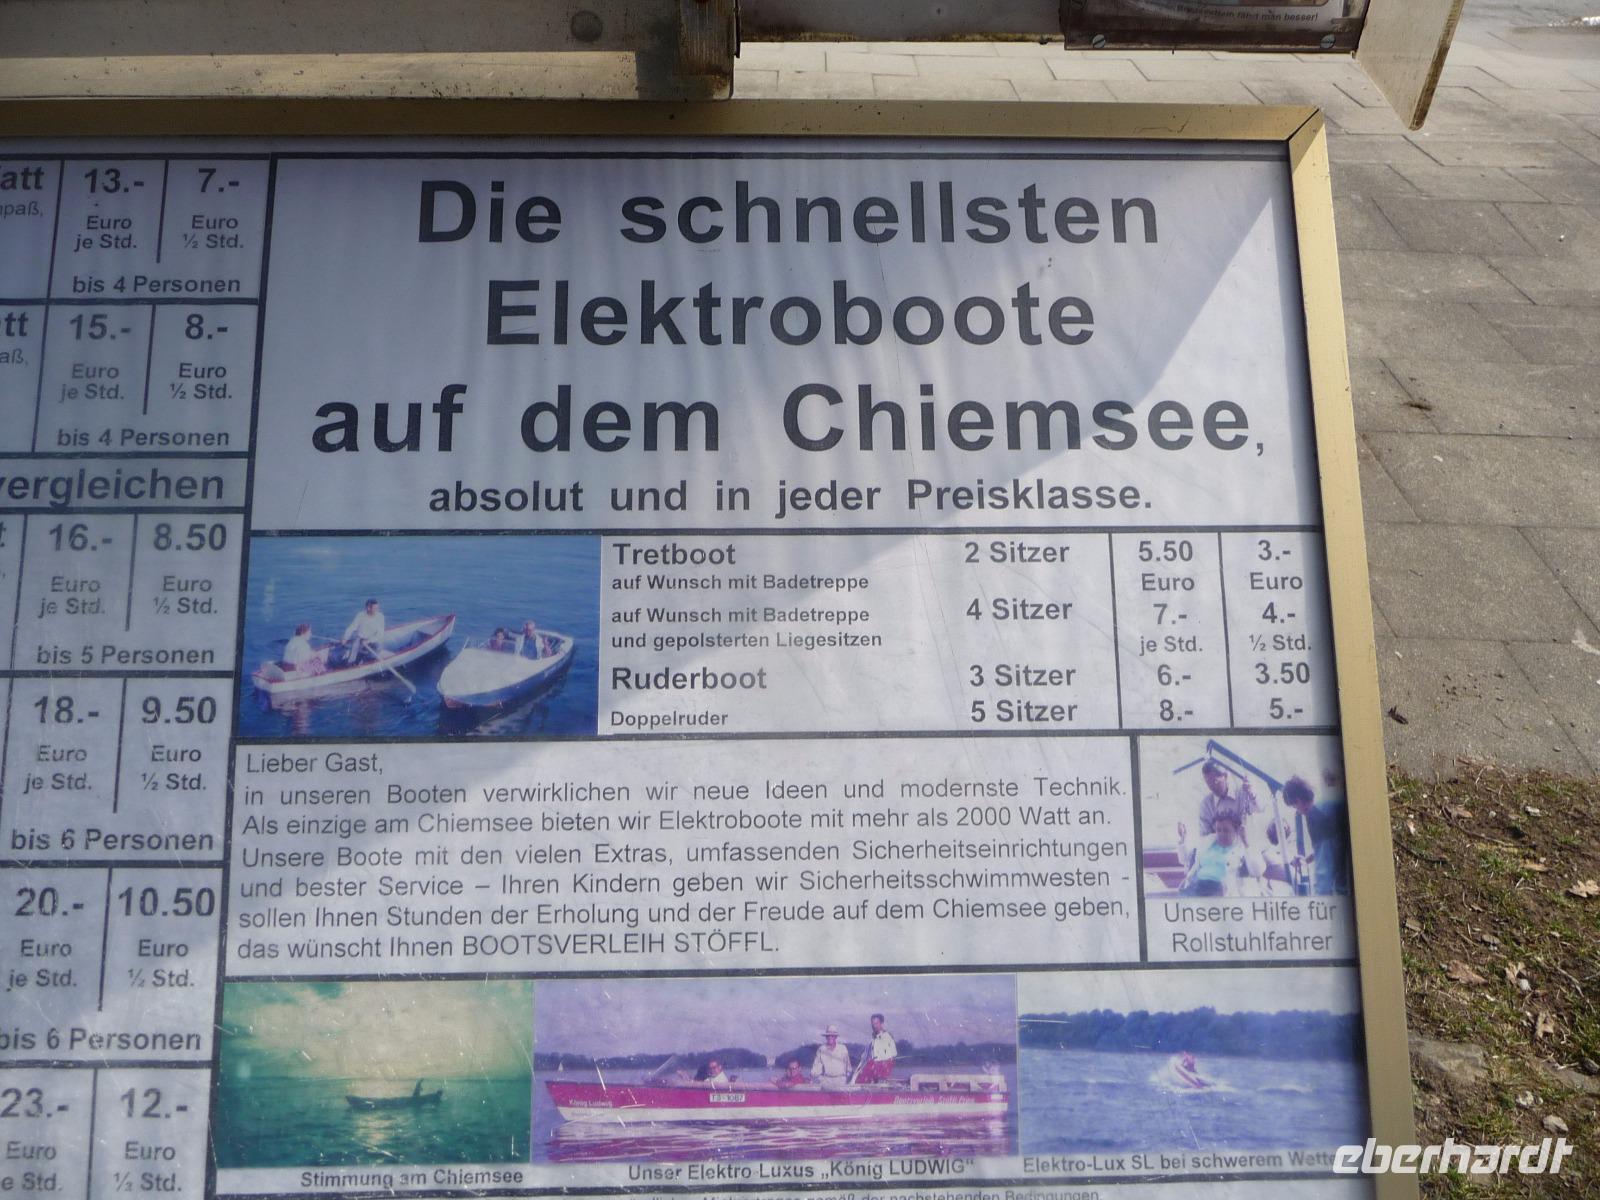 man besser!
13.- 7.-
Euro Euro
je Std. ½ Std.
bis 4 Personen
15.- 8.-
Euro Euro
je Std. ½ Std.
bis 4 Personen
vergleichen
16.- 8.50
Euro Euro
je Std. ½ Std.
bis 5 Personen
18.- 9.50
Euro Euro
je Std. ½ Std.
bis 6 Personen
20.- 10.50
Euro Euro
je Std. ½ Std.
bis 6 Personen
23.- 12.-
Euro Euro
Std. ½ Std.
Die schnellsten
Elektroboote
auf dem Chiemsee,
absolut und in jeder Preisklasse.
Tretboot 2 Sitzer 5.50 3.-
auf Wunsch mit Badetreppe Euro Euro
auf Wunsch mit Badetreppe 4 Sitzer 7.- 4.-
und gepolsterten Liegesitzen je Std. ½ Std.
Ruderboot 3 Sitzer 6.- 3.50
Doppelruder 5 Sitzer 8.- 5.-
Lieber Gast,
in unseren Booten verwirklichen wir neue Ideen und modernste Technik.
Als einzige am Chiemsee bieten wir Elektroboote mit mehr als 2000 Watt an.
Unsere Boote mit den vielen Extras, umfassenden Sicherheitseinrichtungen
und bester Service – Ihren Kindern geben wir Sicherheitsschwimmwesten -
sollen Ihnen Stunden der Erholung und der Freude auf dem Chiemsee geben,
das wünscht Ihnen BOOTSVERLEIH STÖFFL.
Unsere Hilfe für
Rollstuhlfahrer
König Ludwig
Stimmung am Chiemsee
Unser Elektro-Luxus „König LUDWIG"
Elektro-Lux SL bei schwerem
eberhardt